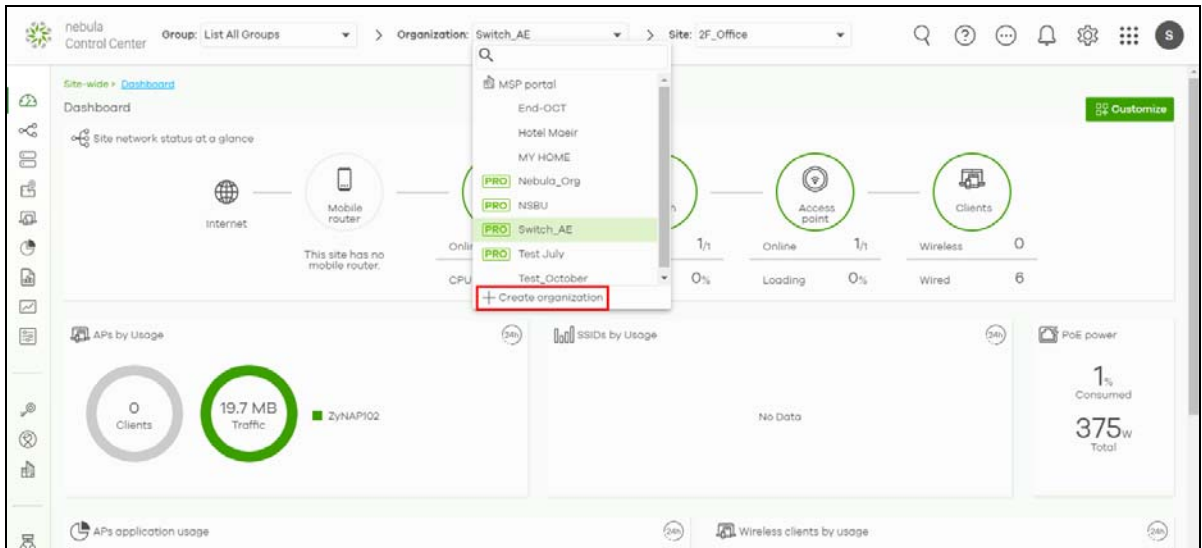 nebula
Control Center
Group: List All Groups > Organization: Switch_AE > Site: 2F_Office
S
Site-wide > Dashboard
Dashboard
Customize
Site network status at a glance
MSP portal
End-OCT
Hotel Maeir
MY HOME
PRO Nebula_Org
PRO NSBU
PRO Switch_AE
PRO Test July
Test_October
+ Create organization
Internet
Mobile
router
This site has no
mobile router.
CPU
1/1
0%
Access
point
Online 1/1
Loading 0%
Clients
Wireless 0
Wired 6
APs by Usage
24h
0
Clients
19.7 MB
Traffic
ZyNAP102
SSIDs by Usage
24h
No Data
PoE power
1%
Consumed
375W
Total
APs application usage
24h
Wireless clients by usage
24h